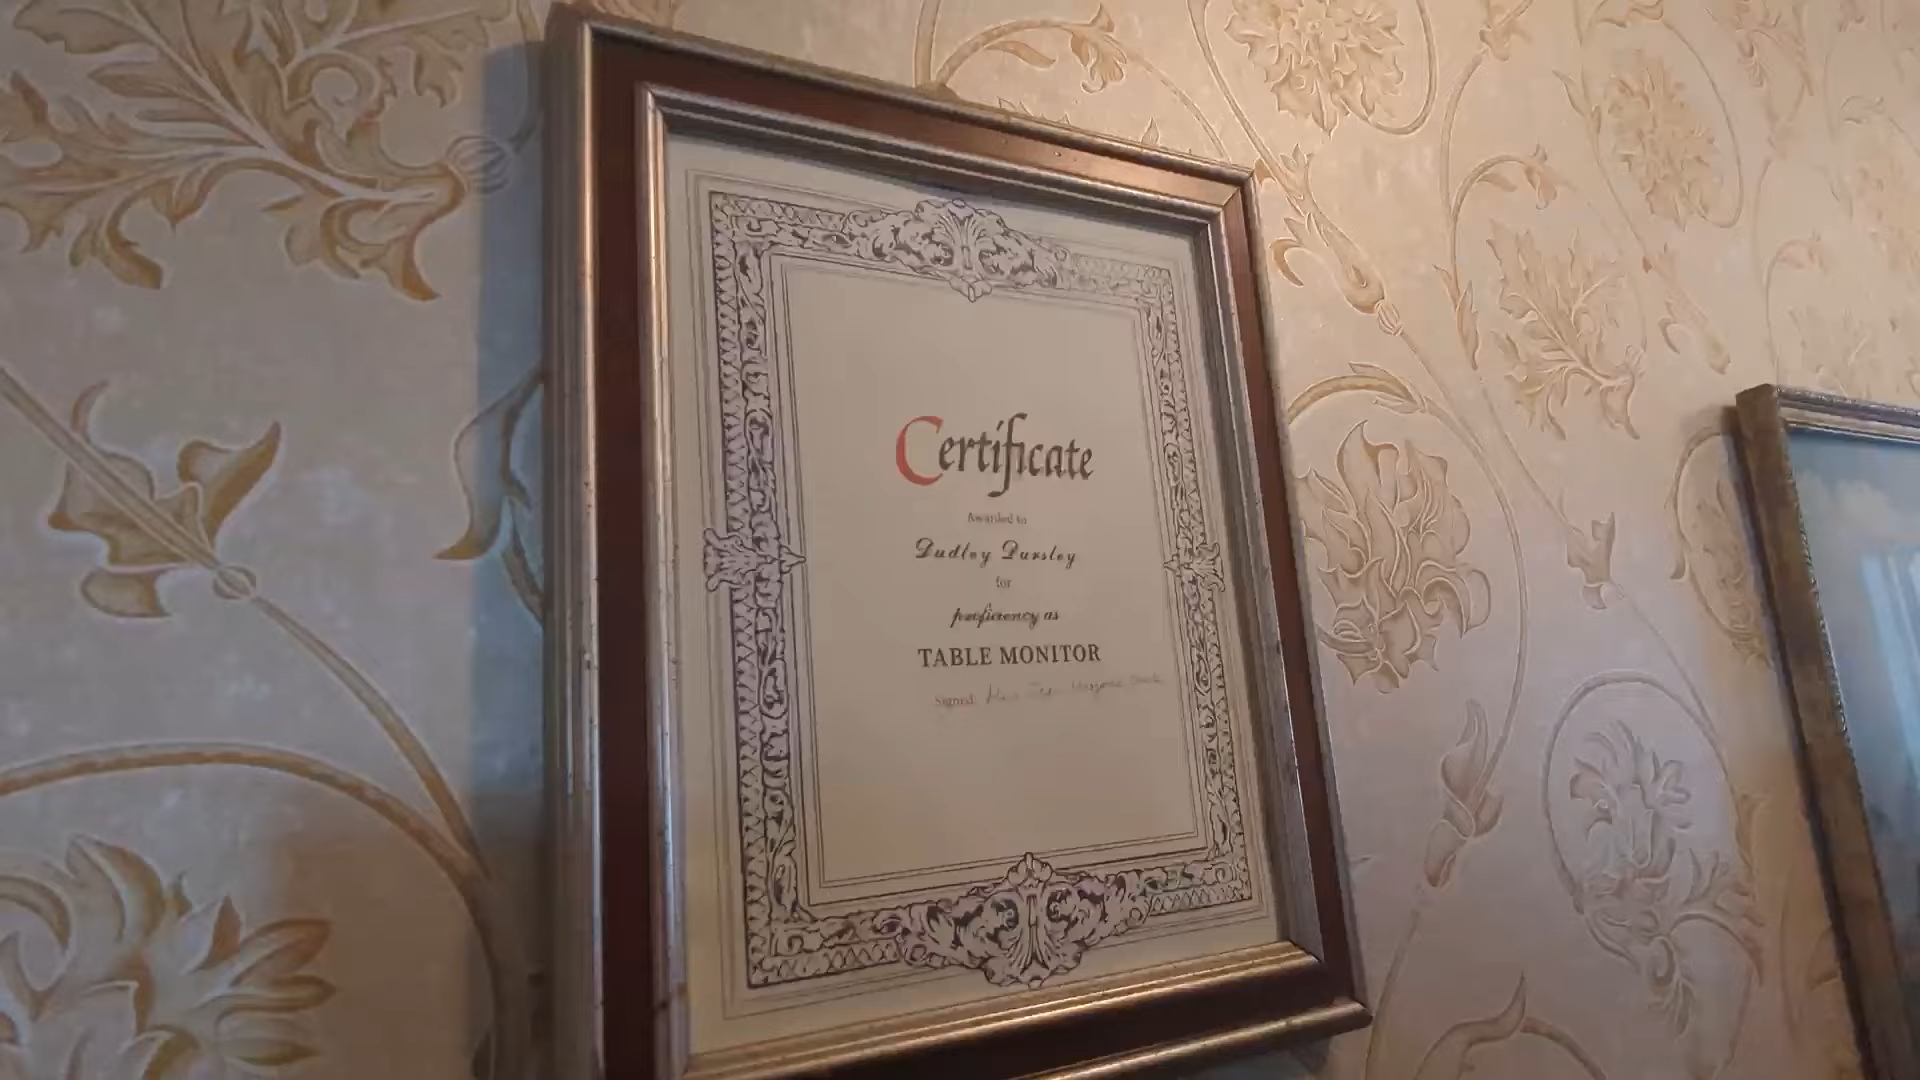 Certificate
Awarded to
Dudley Dursley
for
proficiency as
TABLE MONITOR
Signed: